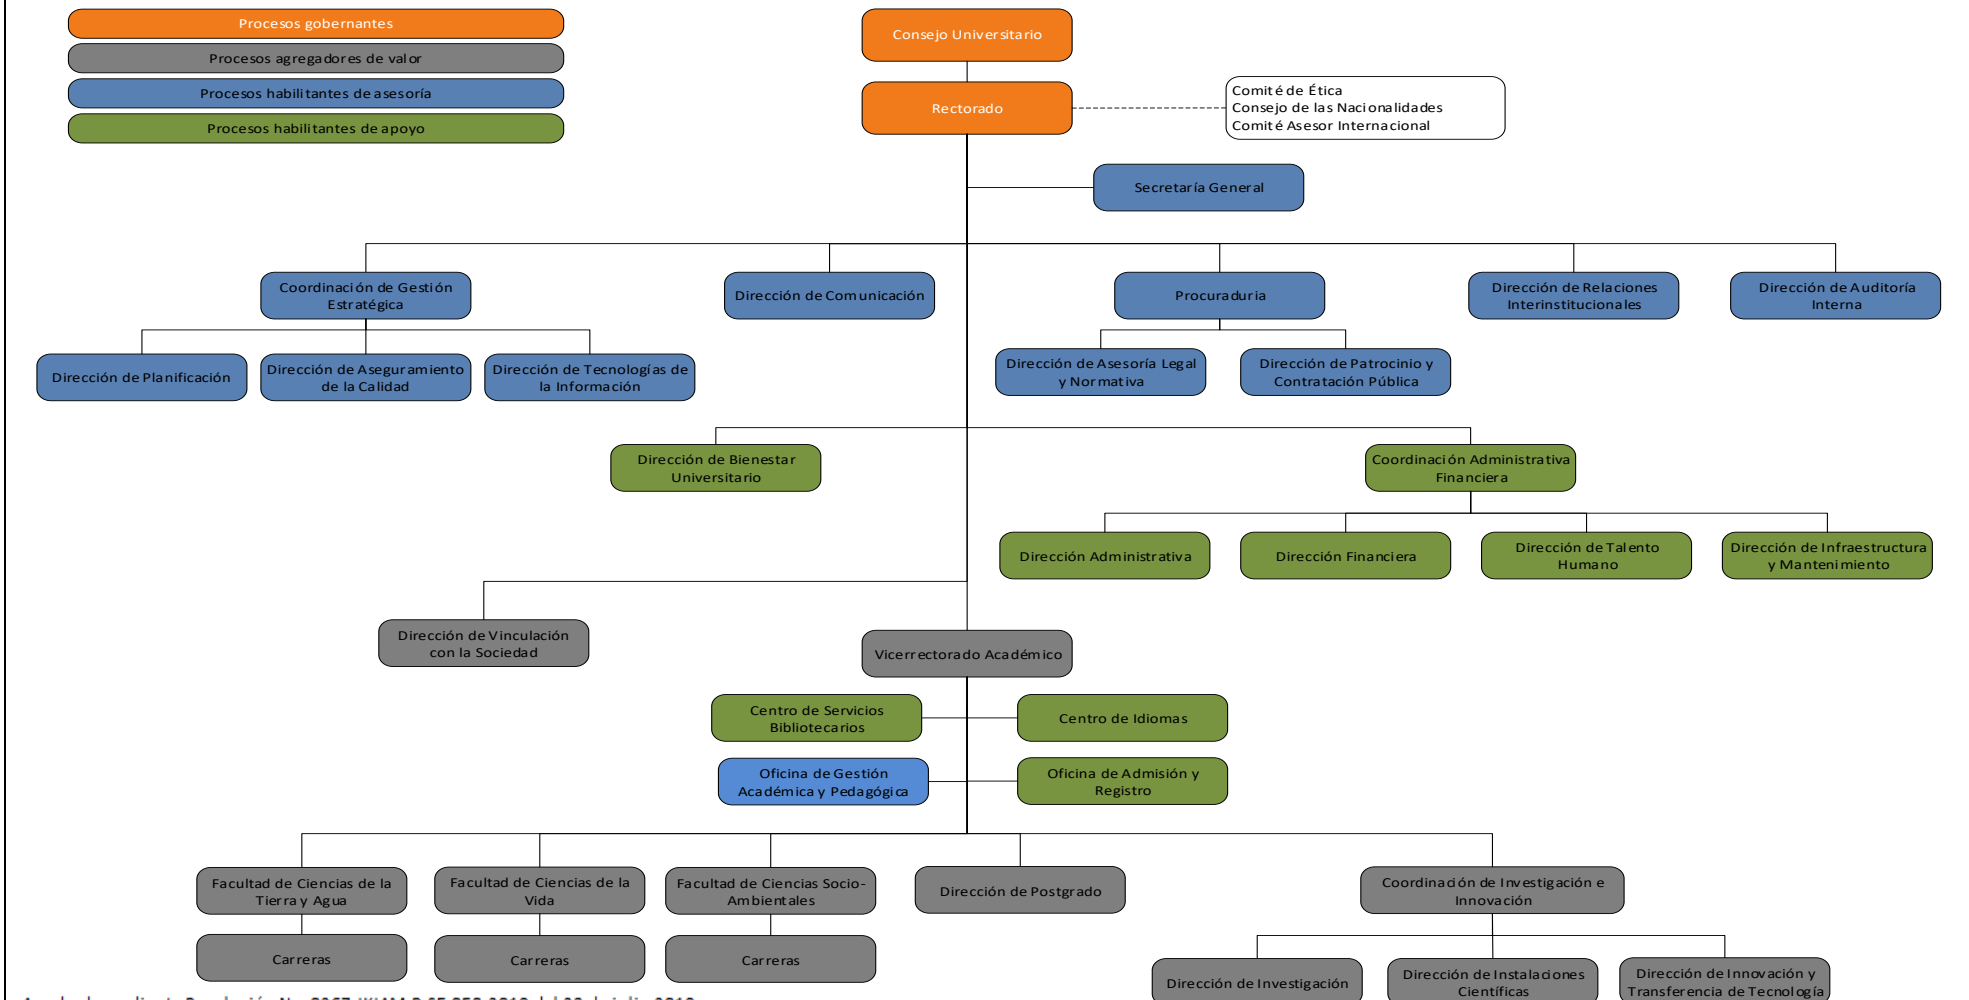 Procesos gobernantes
Procesos agregadores de valor
Procesos habilitantes de asesoría
Procesos habilitantes de apoyo
Consejo Universitario
Rectorado
Comité de Ética
Consejo de las Nacionalidades
Comité Asesor Internacional
Secretaría General
Coordinación de Gestión
Estratégica
Dirección de Comunicación
Procuraduria
Dirección de Relaciones
Interinstitucionales
Dirección de Auditoría
Interna
Dirección de Planificación
Dirección de Aseguramiento
de la Calidad
Dirección de Tecnologías de
la Información
Dirección de Asesoría Legal
y Normativa
Dirección de Patrocinio y
Contratación Pública
Dirección de Bienestar
Universitario
Coordinación Administrativa
Financiera
Dirección Administrativa
Dirección Financiera
Dirección de Talento
Humano
Dirección de Infraestructura
y Mantenimiento
Dirección de Vinculación
con la Sociedad
Vicerrectorado Académico
Centro de Servicios
Bibliotecarios
Centro de Idiomas
Oficina de Gestión
Académica y Pedagógica
Oficina de Admisión y
Registro
Facultad de Ciencias de la
Tierra y Agua
Facultad de Ciencias de la
Vida
Facultad de Ciencias Socio-
Ambientales
Dirección de Postgrado
Coordinación de Investigación e
Innovación
Carreras
Carreras
Carreras
Dirección de Investigación
Dirección de Instalaciones
Científicas
Dirección de Innovación y
Transferencia de Tecnología